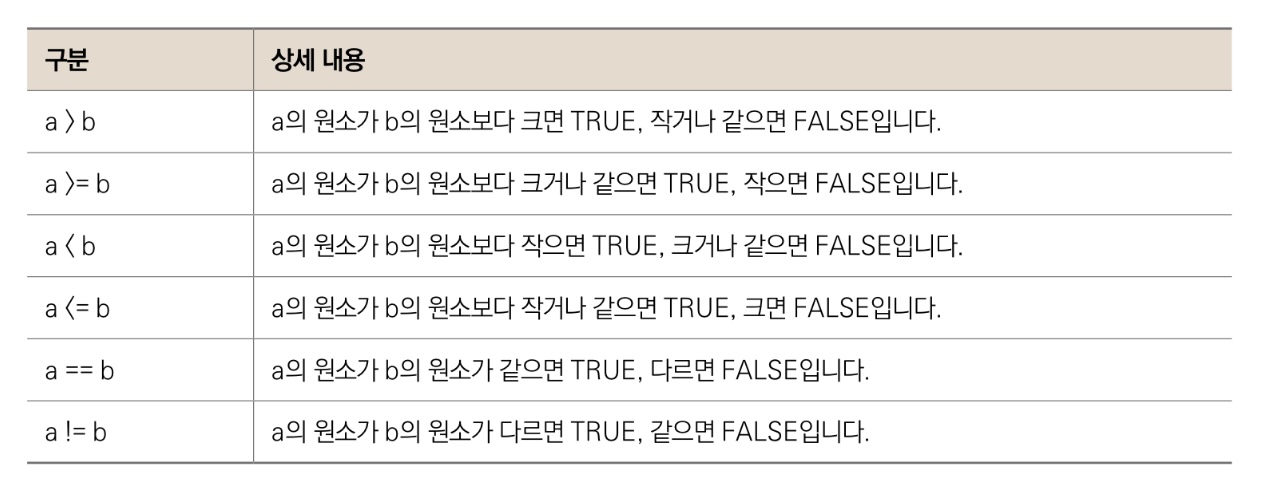 구분 상세 내용
a 〉 b a의 원소가 b의 원소보다 크면 TRUE, 작거나 같으면 FALSE입니다.
a 〉= b a의 원소가 b의 원소보다 크거나 같으면 TRUE, 작으면 FALSE입니다.
a 〈 b a의 원소가 b의 원소보다 작으면 TRUE, 크거나 같으면 FALSE입니다.
a 〈= b a의 원소가 b의 원소보다 작거나 같으면 TRUE, 크면 FALSE입니다.
a == b a의 원소가 b의 원소가 같으면 TRUE, 다르면 FALSE입니다.
a != b a의 원소가 b의 원소가 다르면 TRUE, 같으면 FALSE입니다.